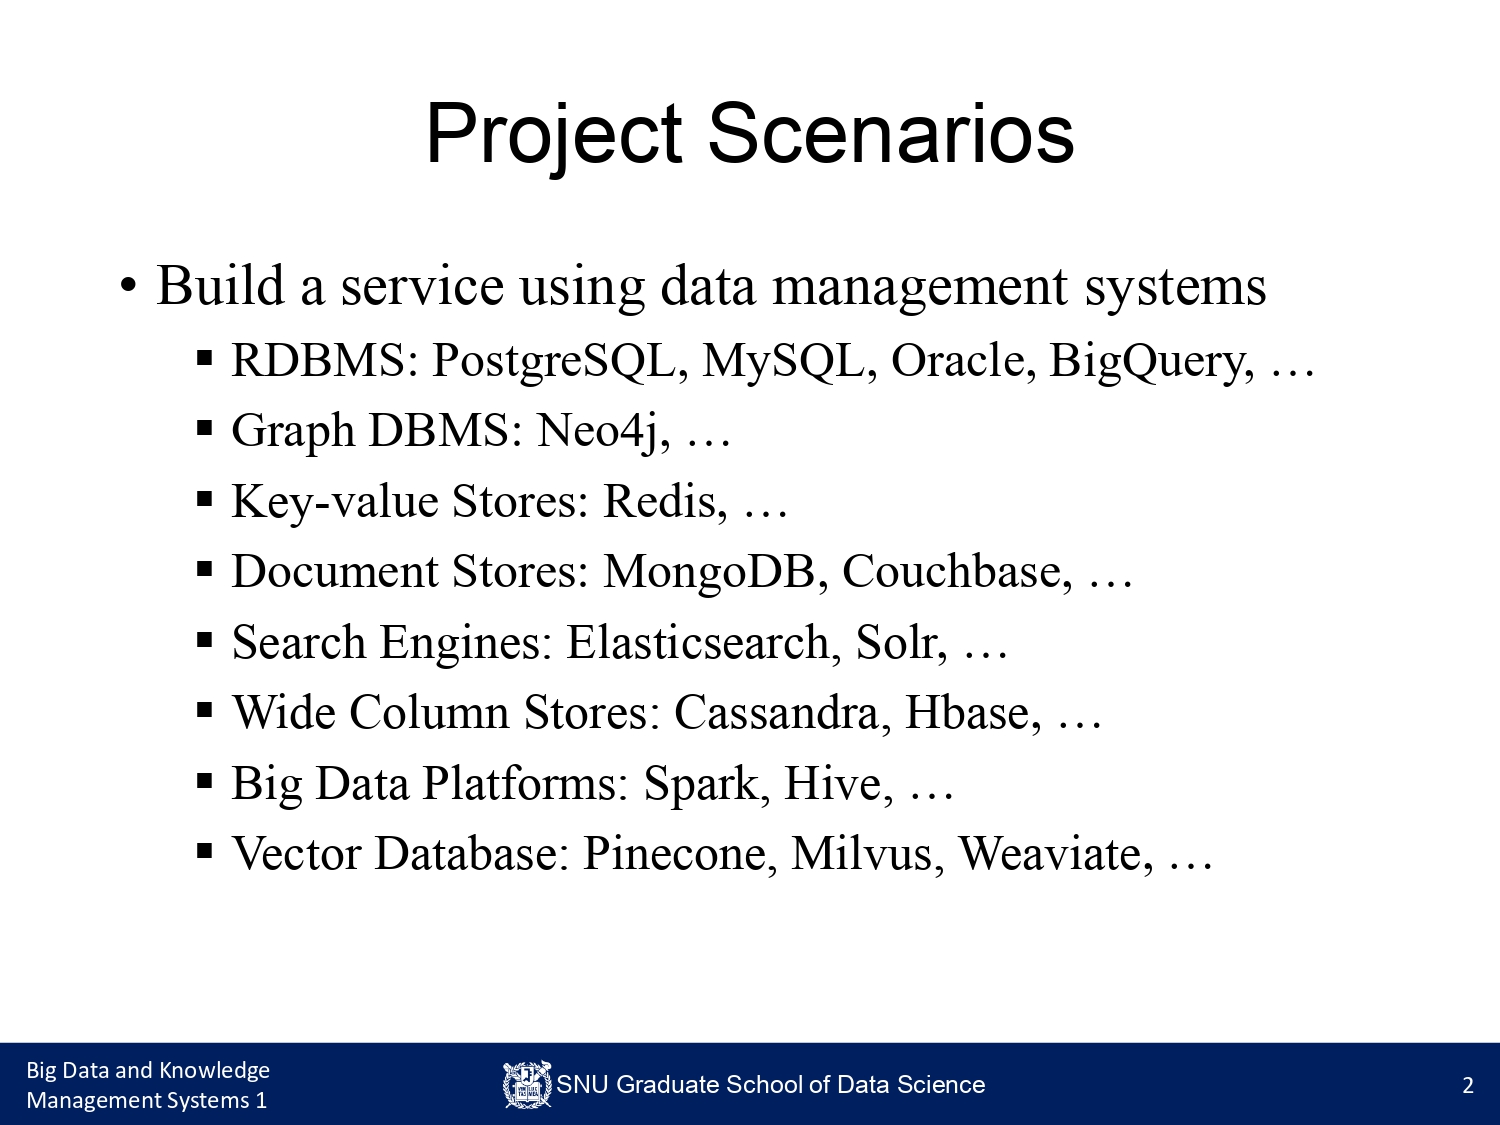 Project Scenarios
• Build a service using data management systems
▪ RDBMS: PostgreSQL, MySQL, Oracle, BigQuery, …
▪ Graph DBMS: Neo4j, …
▪ Key-value Stores: Redis, …
▪ Document Stores: MongoDB, Couchbase, …
▪ Search Engines: Elasticsearch, Solr, …
▪ Wide Column Stores: Cassandra, Hbase, …
▪ Big Data Platforms: Spark, Hive, …
▪ Vector Database: Pinecone, Milvus, Weaviate, …
Big Data and Knowledge
Management Systems 1
SNU Graduate School of Data Science
2